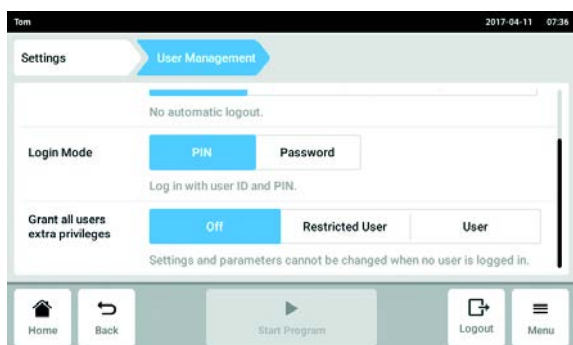 Tom 2017-04-11 07:36
Settings User Management
No automatic logout.
Login Mode PIN Password
Log in with user ID and PIN.
Grant all users
extra privileges Off Restricted User User
Settings and parameters cannot be changed when no user is logged in.
Home Back Start Program Logout Menu